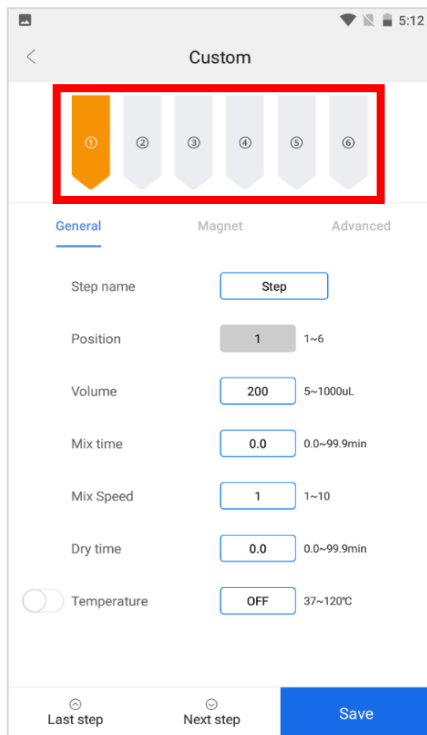 5:12
Custom
① ② ③ ④ ⑤ ⑥
General Magnet Advanced
Step name Step
Position 1 1~6
Volume 200 5~1000uL
Mix time 0.0 0.0~99.9min
Mix Speed 1 1~10
Dry time 0.0 0.0~99.9min
Temperature OFF 37~120℃
Last step Next step Save